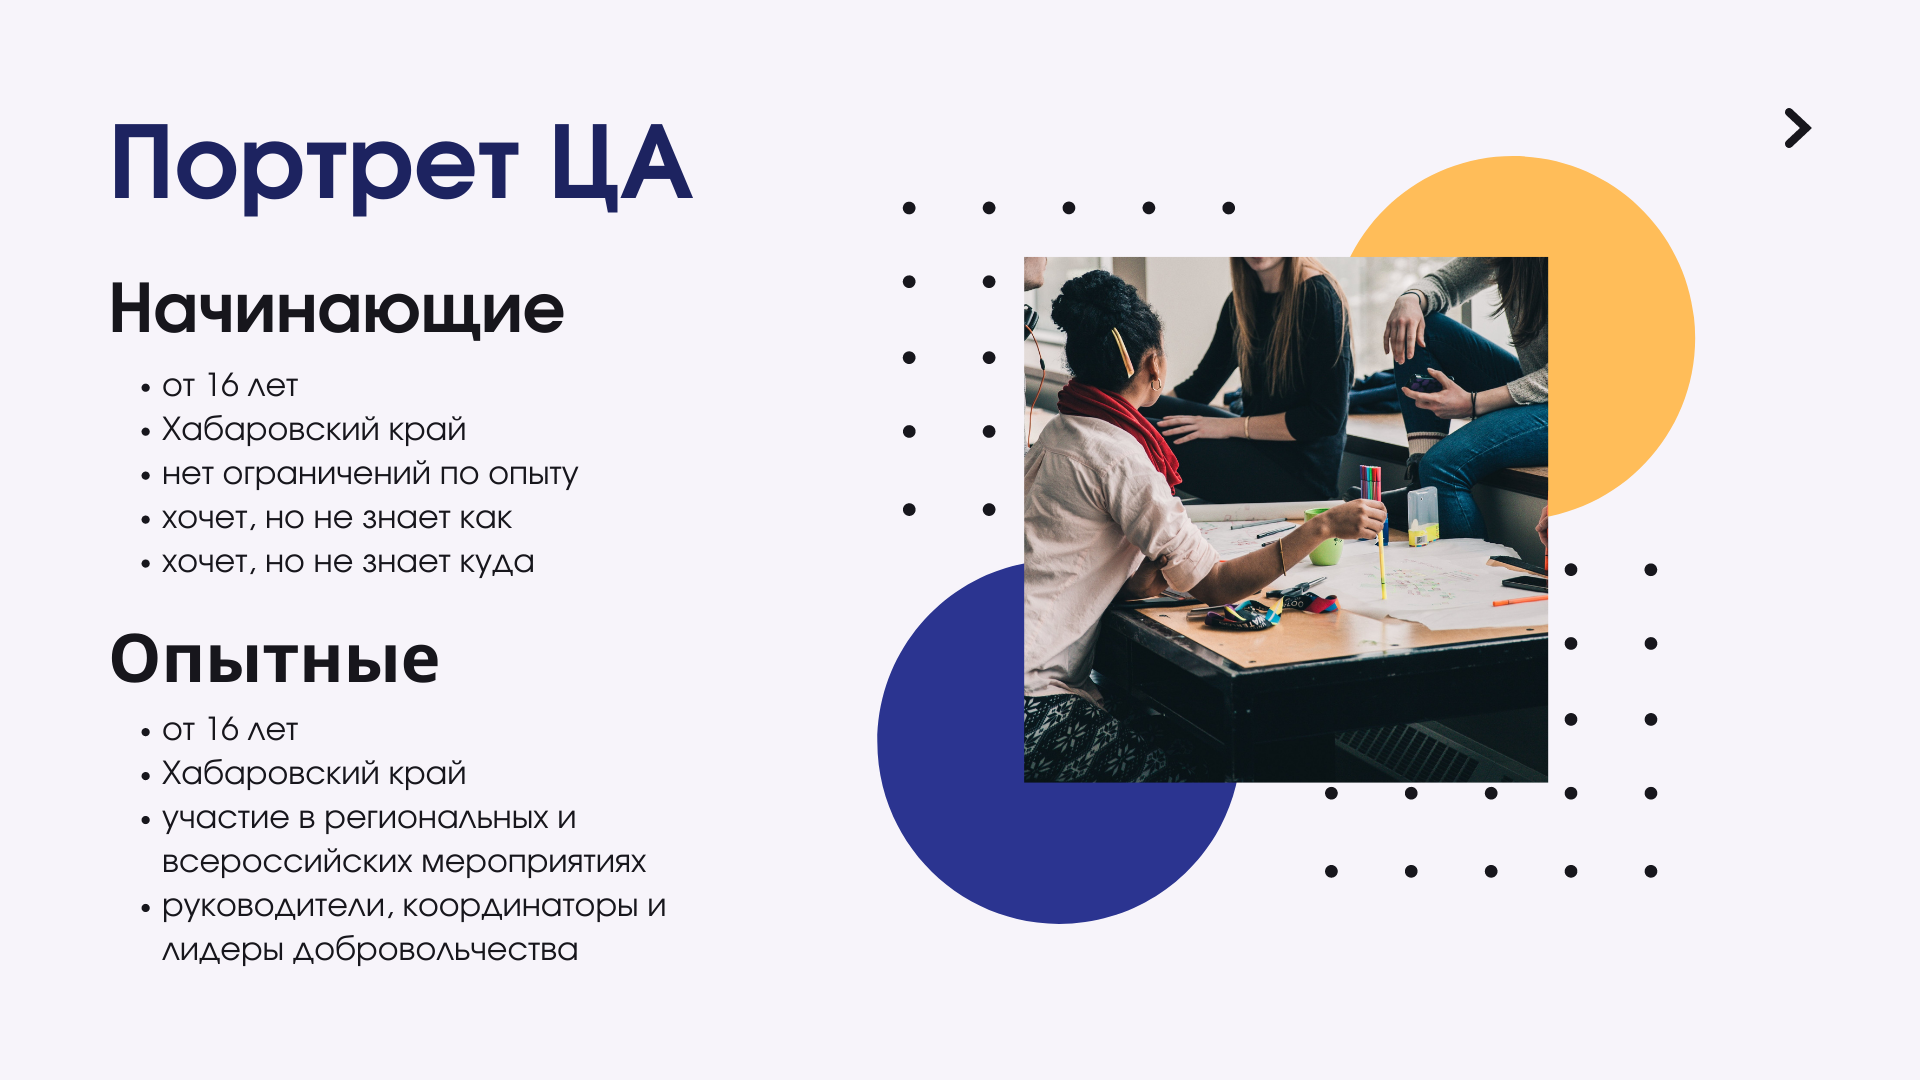 Портрет ЦА
Начинающие
• от 16 лет
• Хабаровский край
• нет ограничений по опыту
• хочет, но не знает как
• хочет, но не знает куда
Опытные
• от 16 лет
• Хабаровский край
• участие в региональных и
всероссийских мероприятиях
• руководители, координаторы и
лидеры добровольчества